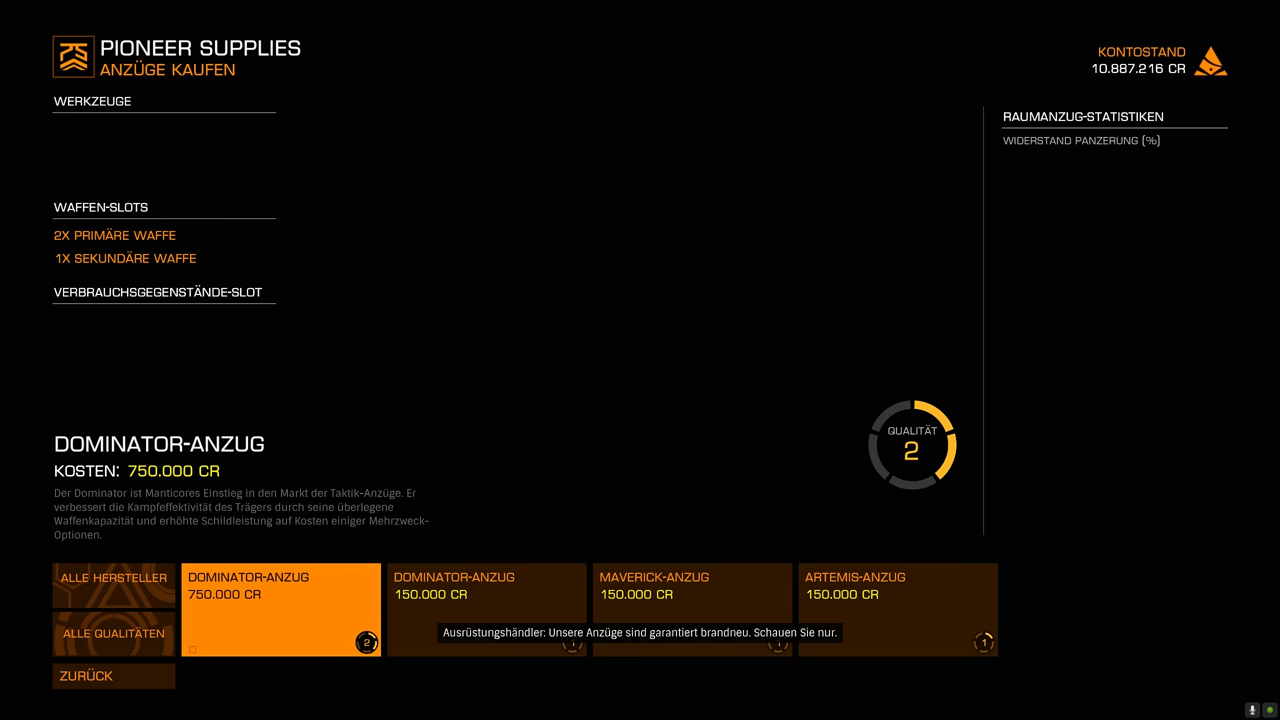 PIONEER SUPPLIES
ANZÜGE KAUFEN
KONTOSTAND
10.887.216 CR
WERKZEUGE
WAFFEN-SLOTS
2X PRIMÄRE WAFFE
1X SEKUNDÄRE WAFFE
VERBRAUCHSGEGENSTÄNDE-SLOT
RAUMANZUG-STATISTIKEN
WIDERSTAND PANZERUNG (%)
QUALITÄT
2
DOMINATOR-ANZUG
KOSTEN: 750.000 CR
Der Dominator ist Manticores Einstieg in den Markt der Taktik-Anzüge. Er
verbessert die Kampfeffektivität des Trägers durch seine überlegene
Waffenkapazität und erhöhte Schildleistung auf Kosten einiger Mehrzweck-
Optionen.
ALLE HERSTELLER
ALLE QUALITÄTEN
ZURÜCK
DOMINATOR-ANZUG
750.000 CR
2
DOMINATOR-ANZUG
150.000 CR
MAVERICK-ANZUG
150.000 CR
ARTEMIS-ANZUG
150.000 CR
1
Ausrüstungshändler: Unsere Anzüge sind garantiert brandneu. Schauen Sie nur.